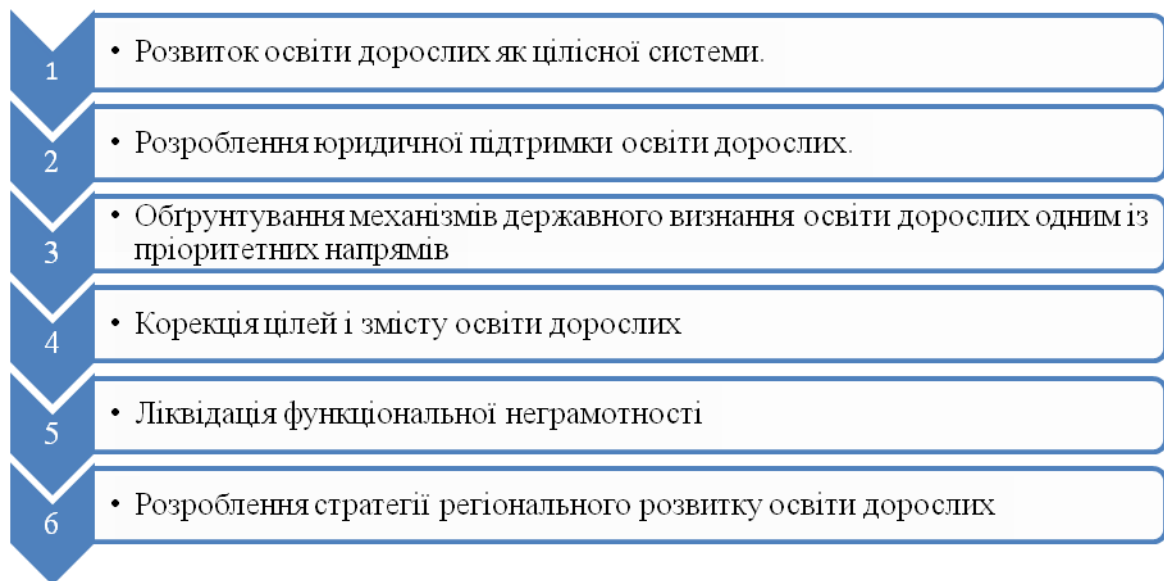 1
• Розвиток освіти дорослих як цілісної системи.
2
• Розроблення юридичної підтримки освіти дорослих.
3
• Обґрунтування механізмів державного визнання освіти дорослих одним із
пріоритетних напрямів
4
• Корекція цілей і змісту освіти дорослих
5
• Ліквідація функціональної неграмотності
6
• Розроблення стратегії регіонального розвитку освіти дорослих